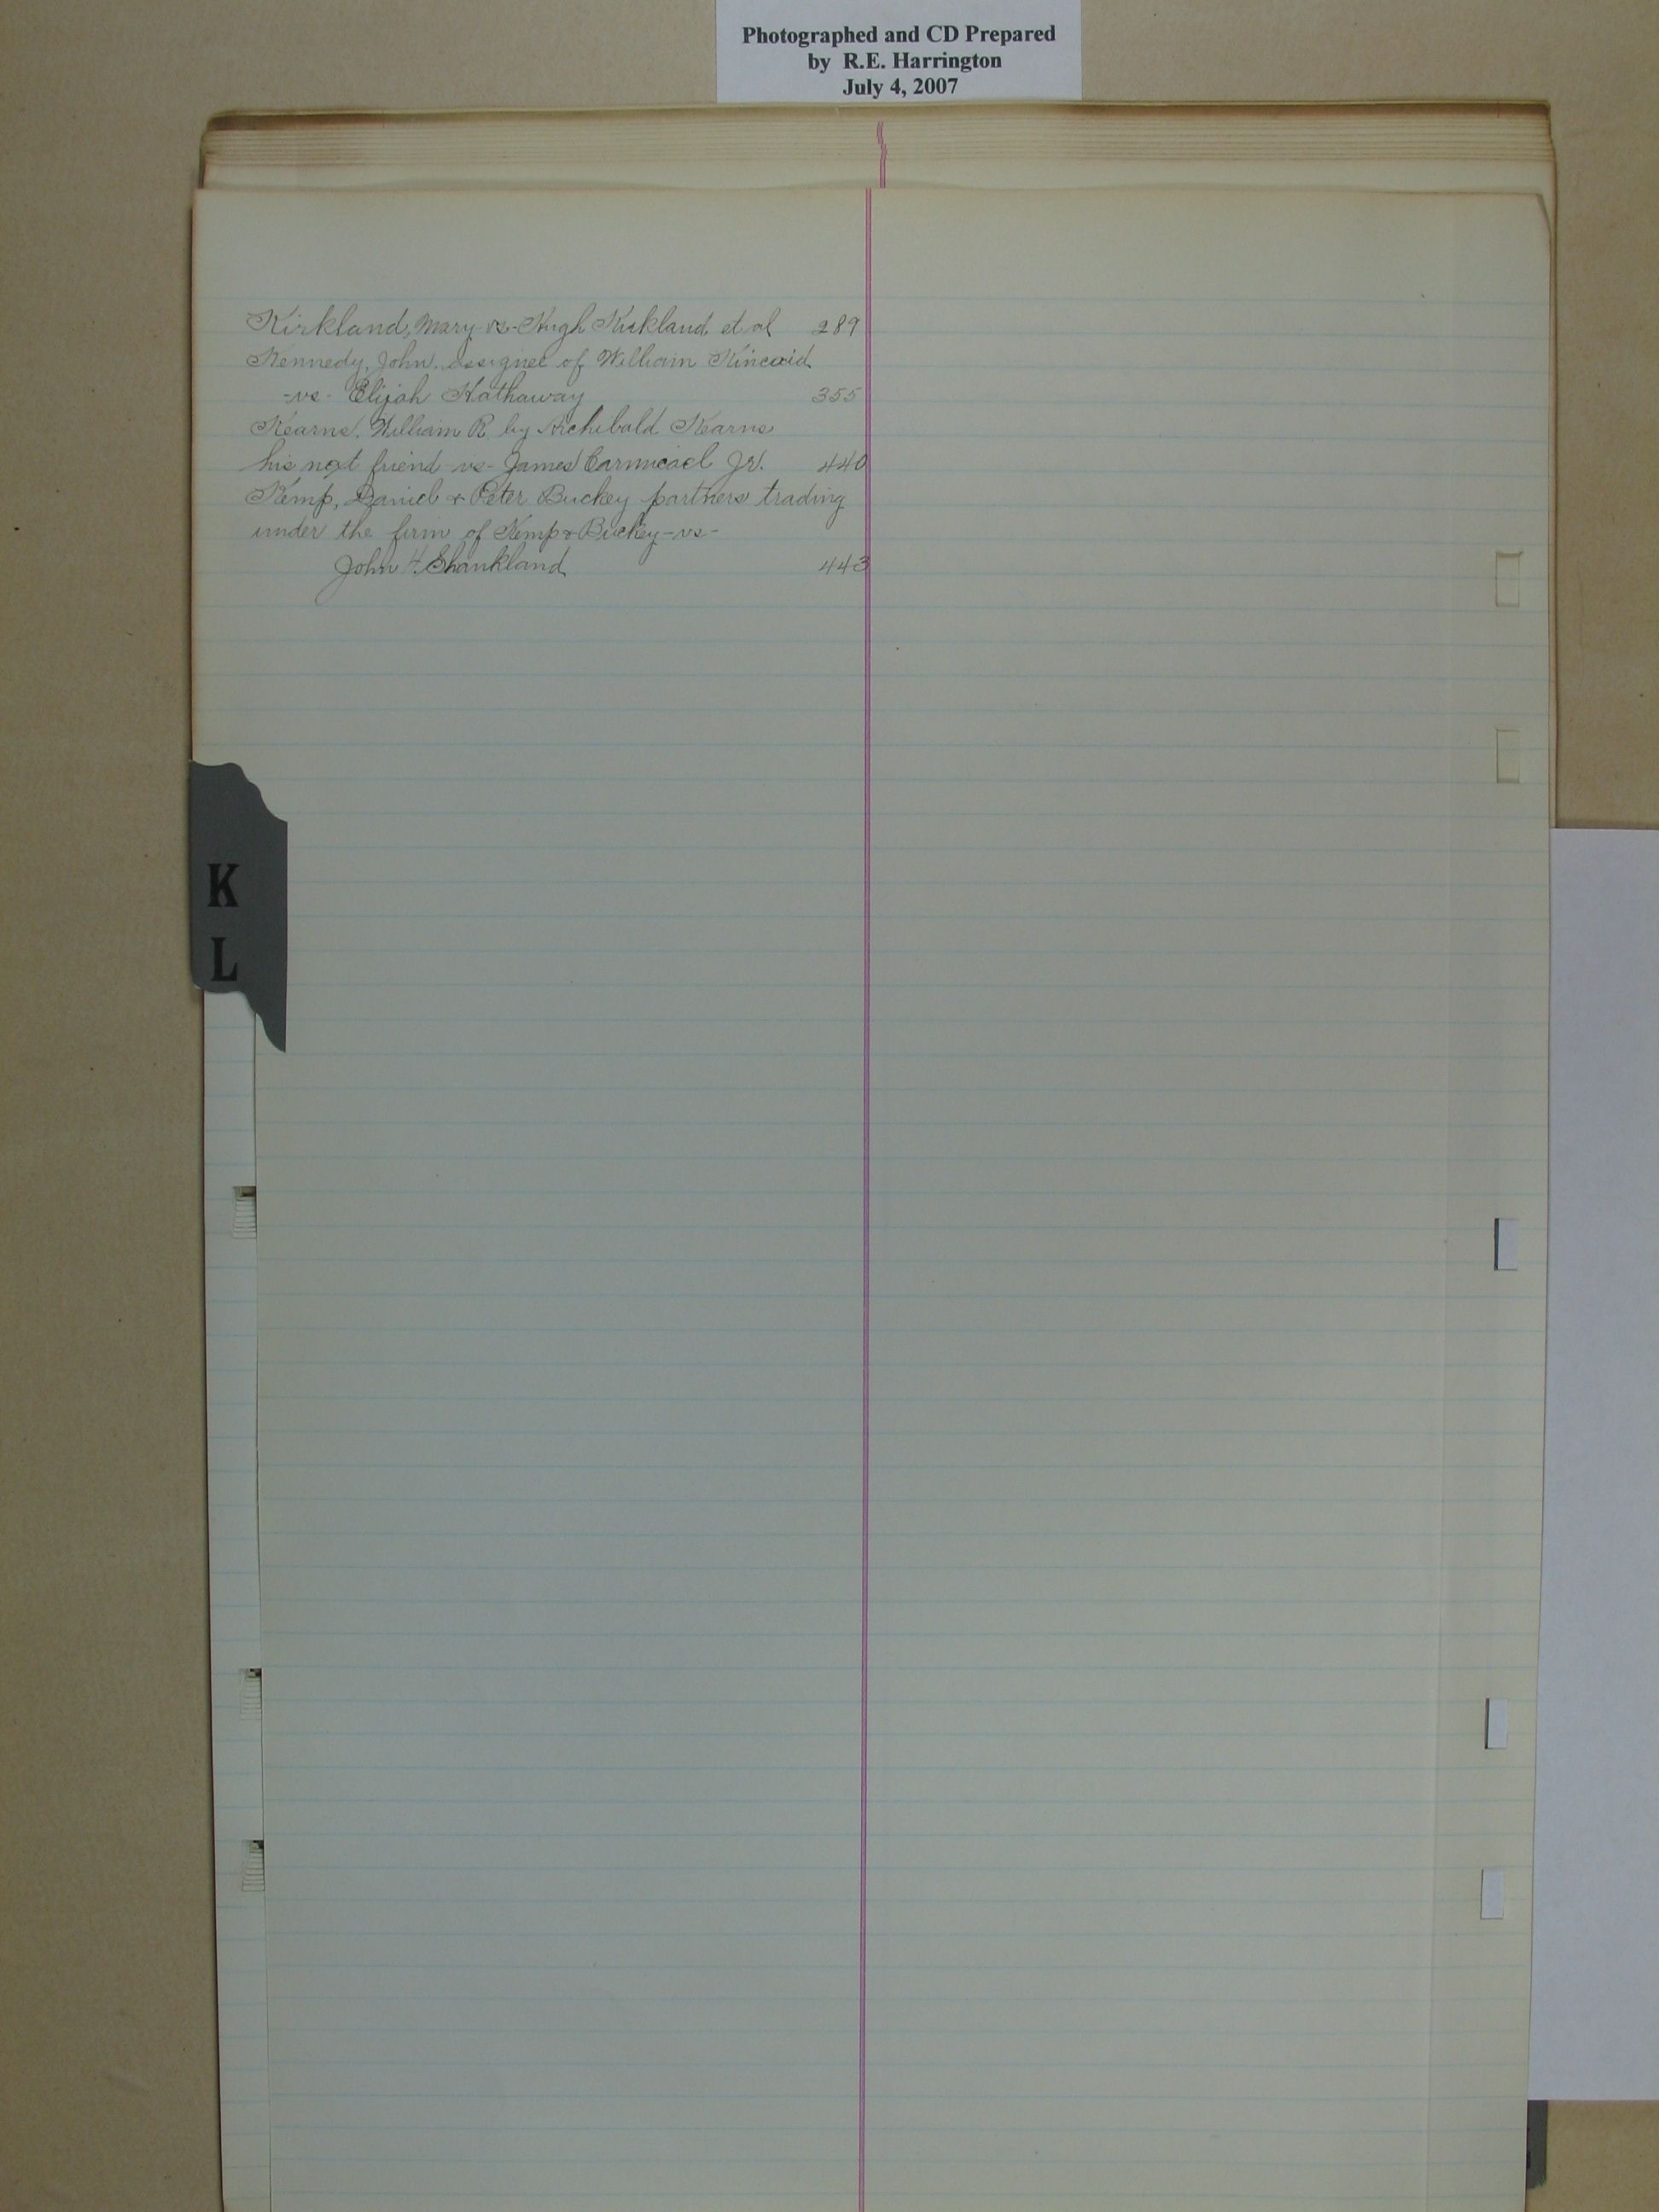 Photographed and CD Prepared
by R.E. Harrington
July 4, 2007
Kirkland, Mary -vs- Hugh Kirkland et al 289
Kennedy, John. assignee of William Kincaid
-vs- Elijah Hathaway 355
Kearns, William R by Archibald Kearns
his next friend -vs- James Carmicael Jr. 440
Kemp, Daniel & Peter Buckey partners trading
under the firm of Kemp & Buckey -vs-
John H. Shankland 443
K
L